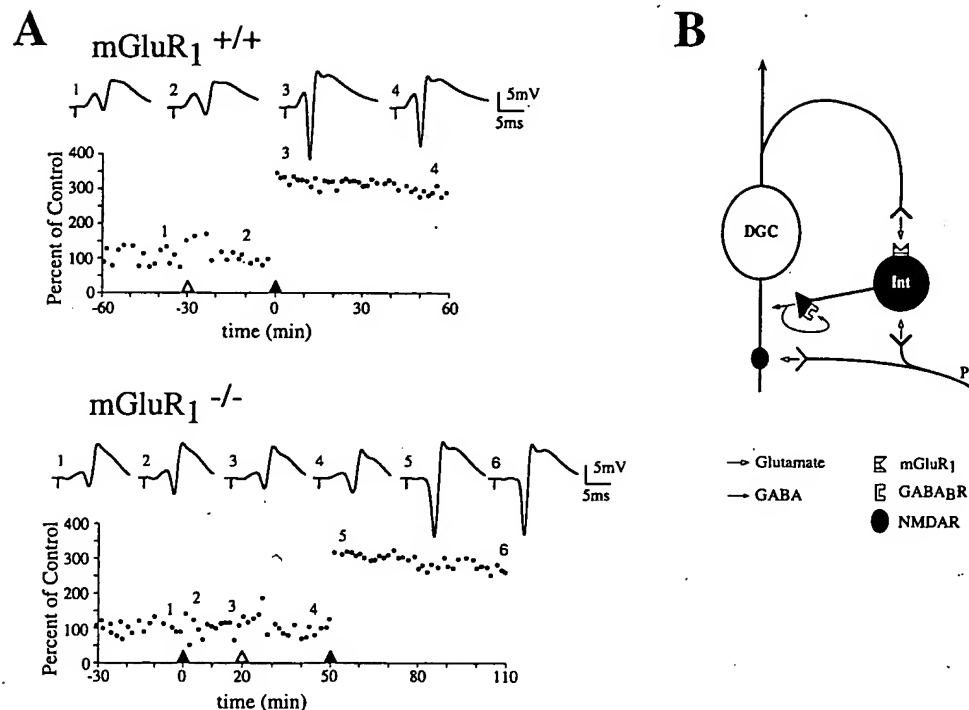 A
mGluR1 +/+
1
2
3
4
5mV
5ms
Percent of Control
400
300
200
100
0
3
4
1
2
-60
-30
0
30
60
time (min)
mGluR1 -/-
1
2
3
4
5
6
5mV
5ms
Percent of Control
400
300
200
100
0
5
6
1
2
3
4
-30
0
20
50
80
110
time (min)
B
DGC
Int
P
Glutamate
GABA
mGluR1
GABABR
NMDAR